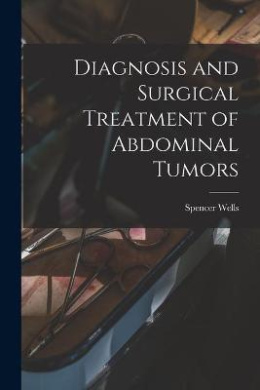 Diagnosis and
Surgical
Treatment of
Abdominal
Tumors
Spencer Wells